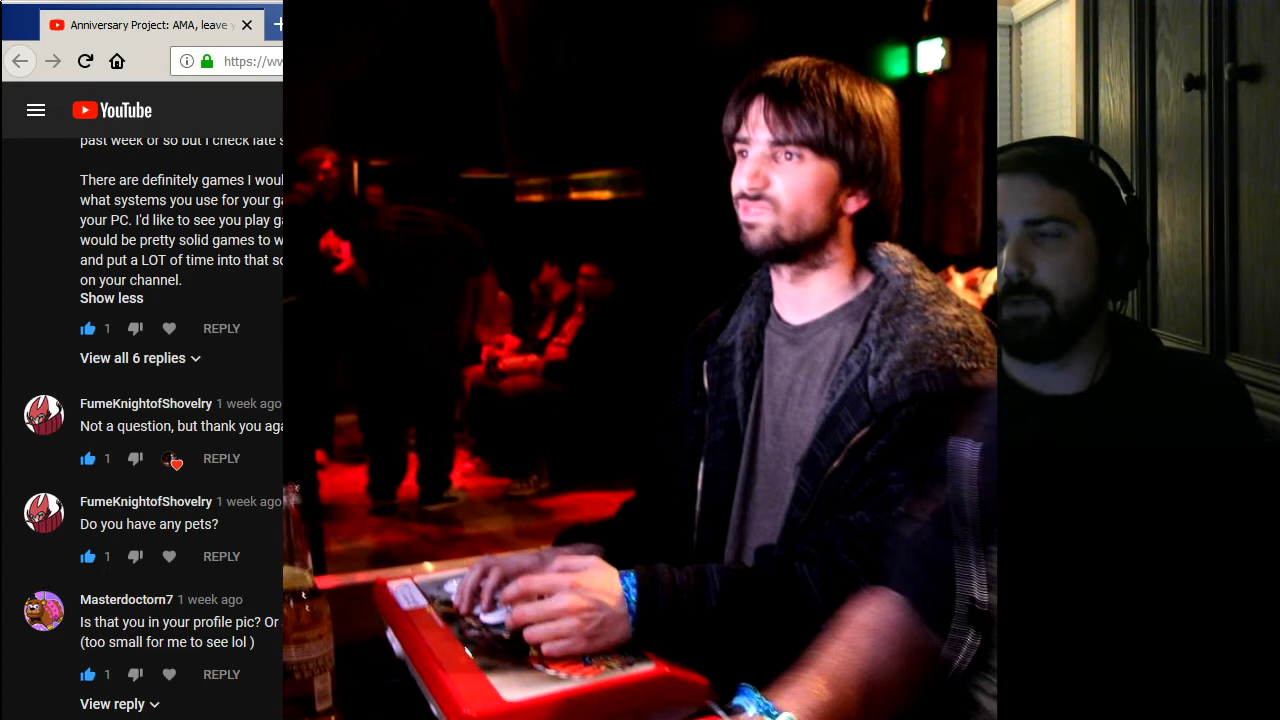 Anniversary Project: AMA, leave
https://ww
YouTube
past week or so but I check late s
There are definitely games I woul
what systems you use for your ga
your PC. I'd like to see you play ga
would be pretty solid games to w
and put a LOT of time into that so
on your channel.
Show less
1 REPLY
View all 6 replies
FumeKnightofShovelry 1 week ago
Not a question, but thank you aga
1 REPLY
FumeKnightofShovelry 1 week ago
Do you have any pets?
1 REPLY
Masterdoctorn7 1 week ago
Is that you in your profile pic? Or
(too small for me to see lol )
1 REPLY
View reply